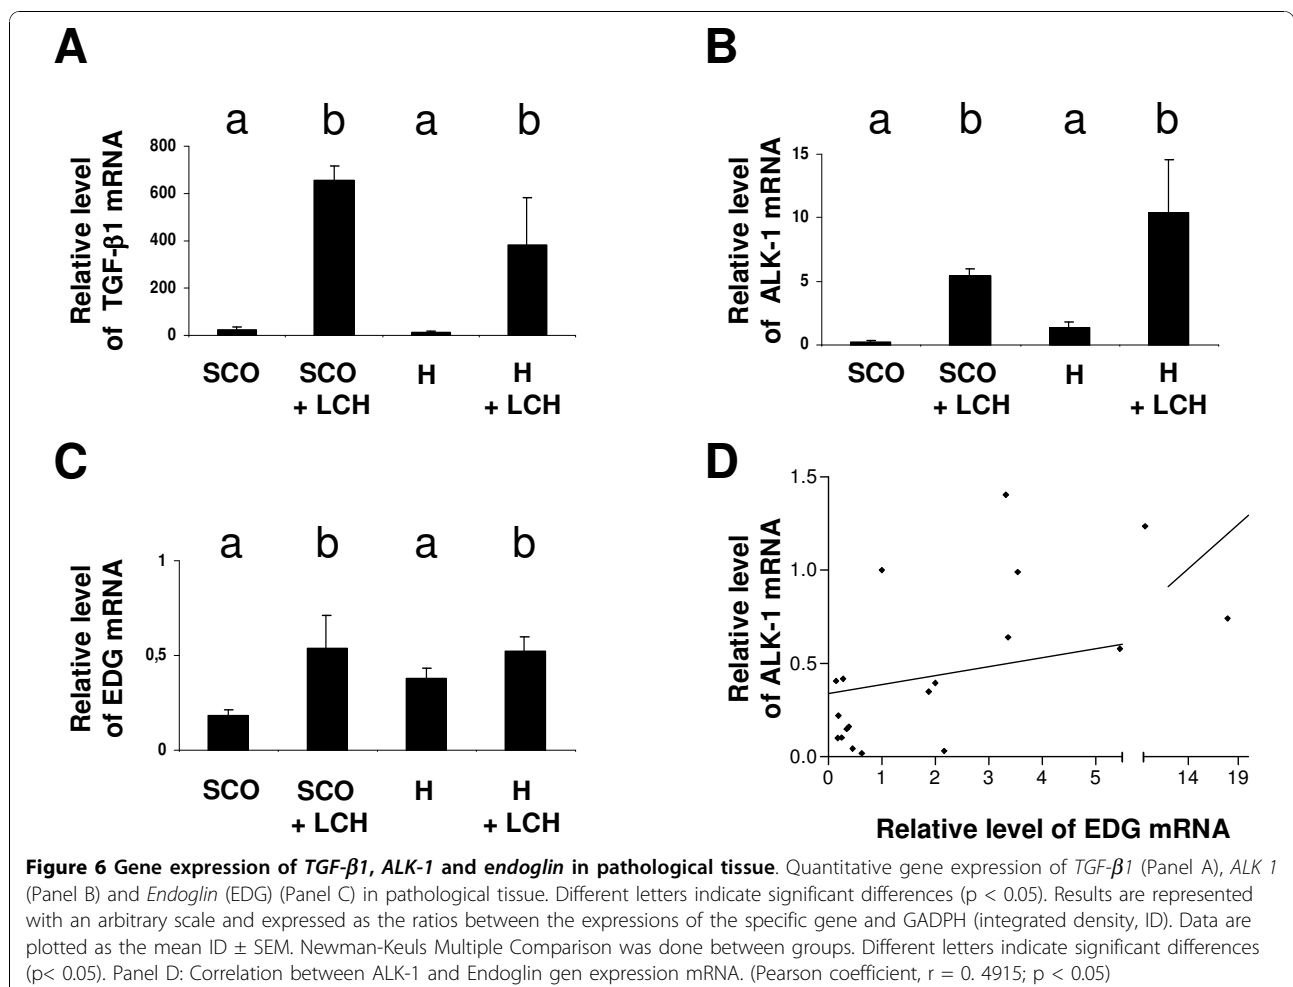 A
a b a b
Relative level
of TGF-β1 mRNA
800
600
400
200
0
SCO
SCO
+ LCH
H
H
+ LCH
B
a b a b
Relative level
of ALK-1 mRNA
15
10
5
0
SCO
SCO
+ LCH
H
H
+ LCH
C
a b a b
Relative level
of EDG mRNA
1
0,5
0
SCO
SCO
+ LCH
H
H
+ LCH
D
Relative level
of ALK-1 mRNA
1.5
1.0
0.5
0.0
0 1 2 3 4 5 14 19
Relative level of EDG mRNA
Figure 6 Gene expression of TGF-β1, ALK-1 and endoglin in pathological tissue. Quantitative gene expression of TGF-β1 (Panel A), ALK 1
(Panel B) and Endoglin (EDG) (Panel C) in pathological tissue. Different letters indicate significant differences (p < 0.05). Results are represented
with an arbitrary scale and expressed as the ratios between the expressions of the specific gene and GADPH (integrated density, ID). Data are
plotted as the mean ID ± SEM. Newman-Keuls Multiple Comparison was done between groups. Different letters indicate significant differences
(p< 0.05). Panel D: Correlation between ALK-1 and Endoglin gen expression mRNA. (Pearson coefficient, r = 0. 4915; p < 0.05)